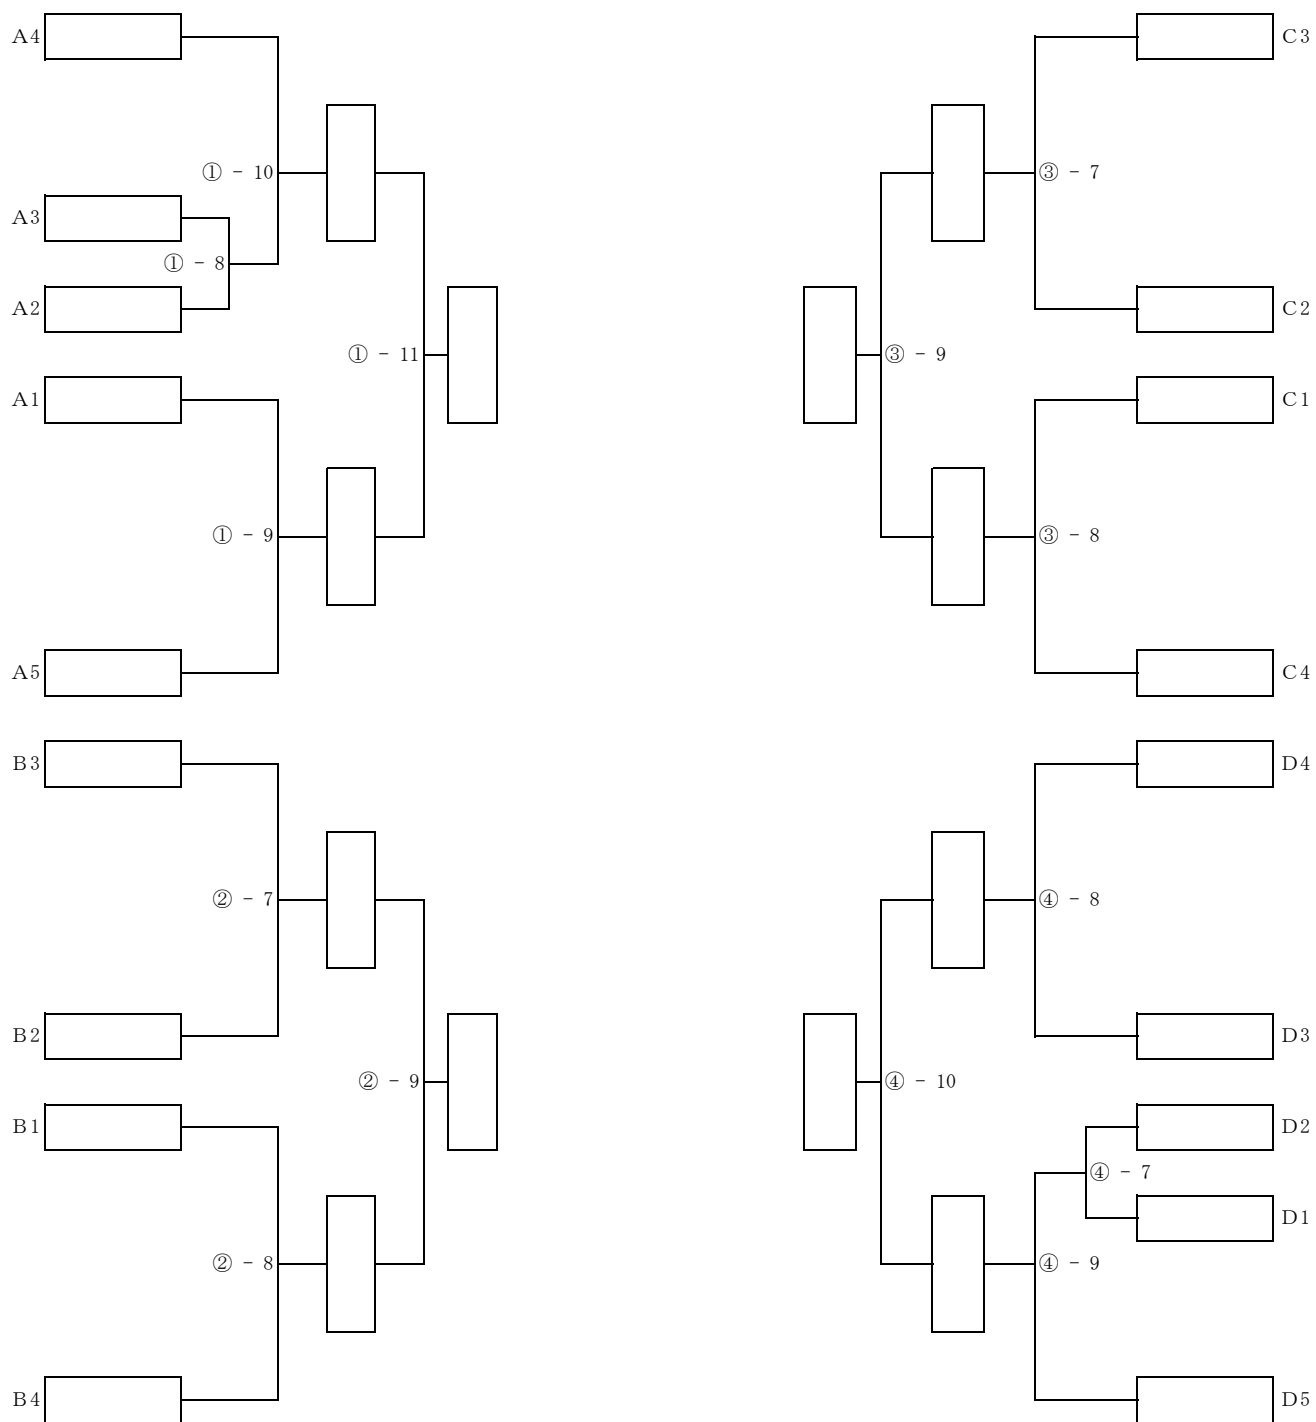 A4
C3
① - 10
③ - 7
A3
① - 8
A2
C2
① - 11
③ - 9
A1
C1
① - 9
③ - 8
A5
C4
B3
D4
② - 7
④ - 8
B2
D3
② - 9
④ - 10
B1
D2
④ - 7
D1
② - 8
④ - 9
B4
D5